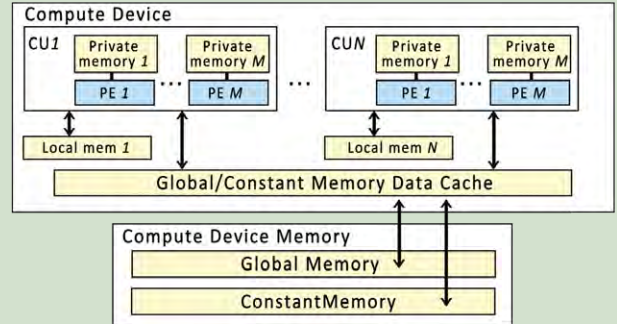 Compute Device
CU1
Private memory 1
Private memory M
PE 1
...
PE M
...
CUN
Private memory 1
Private memory M
PE 1
...
PE M
Local mem 1
Local mem N
Global/Constant Memory Data Cache
Compute Device Memory
Global Memory
ConstantMemory